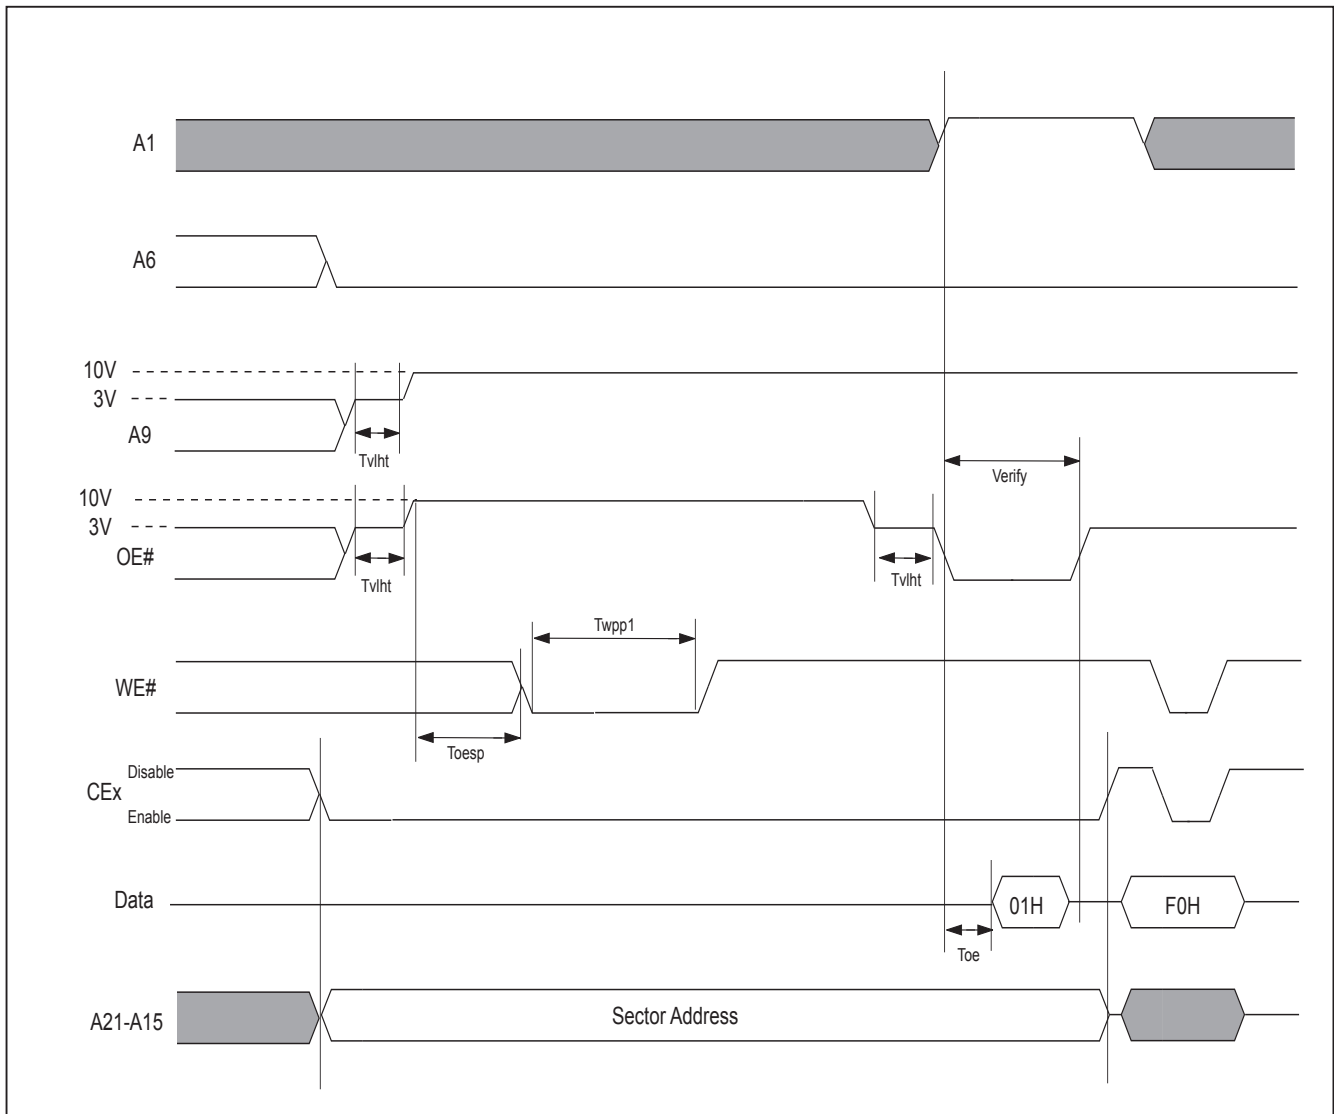 A1
A6
10V
3V
A9
Tvlht
Verify
10V
3V
OE#
Tvlht
Tvlht
Twpp1
WE#
Toesp
Disable
CEx
Enable
Data
01H
F0H
Toe
A21-A15
Sector Address